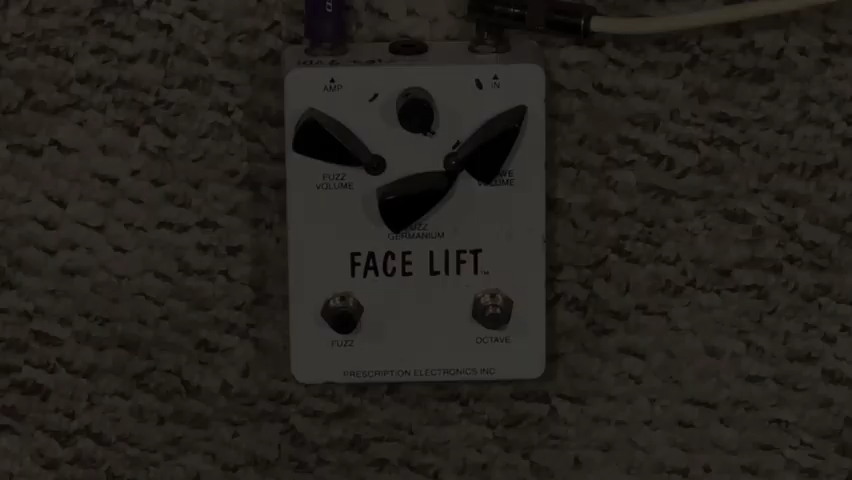 AMP
IN
FUZZ
VOLUME
VOLUME
GERMANIUM
FACE LIFT
FUZZ
OCTAVE
PRESCRIPTION ELECTRONICS INC